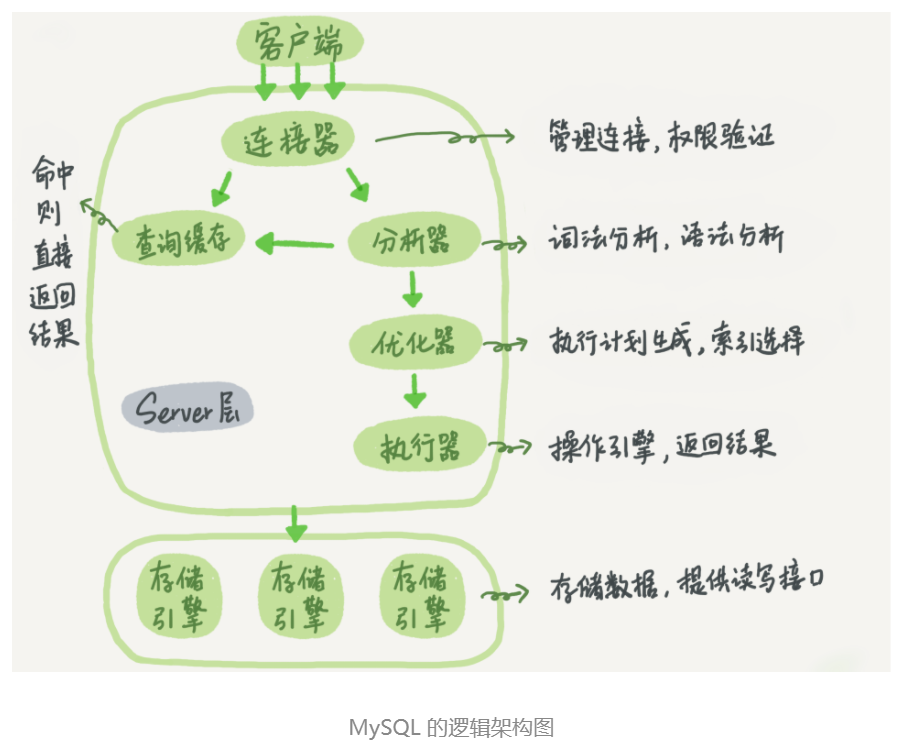 客户端
连接器
管理连接，权限验证
命中
则
直接
返回
结果
查询缓存
分析器
词法分析，语法分析
优化器
执行计划生成，索引选择
Server层
执行器
操作引擎，返回结果
存储
引擎
存储
引擎
存储
引擎
存储数据，提供读写接口
MySQL 的逻辑架构图